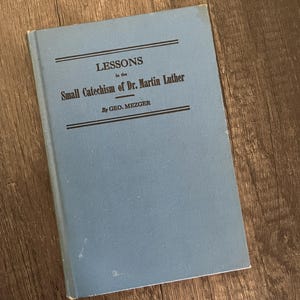 LESSONS
in the
Small Catechism of Dr. Martin Luther
By GEO. MEZGER